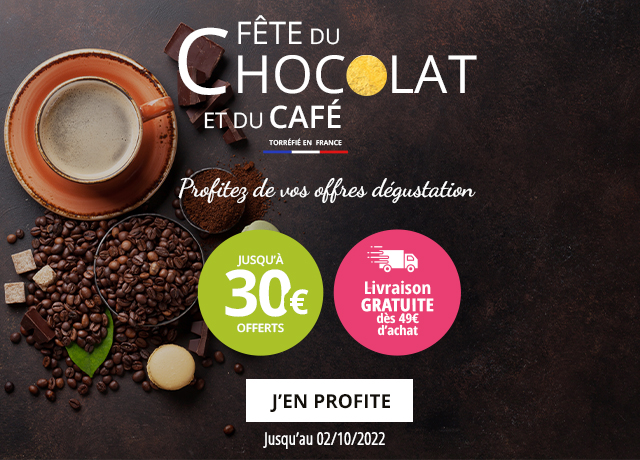 FÊTE DU
CHOCOLAT
ET DU CAFÉ
TORRÉFIÉ EN FRANCE
Profitez de vos offres dégustation
JUSQU'À
30€
OFFERTS
Livraison
GRATUITE
dès 49€
d'achat
J'EN PROFITE
Jusqu'au 02/10/2022